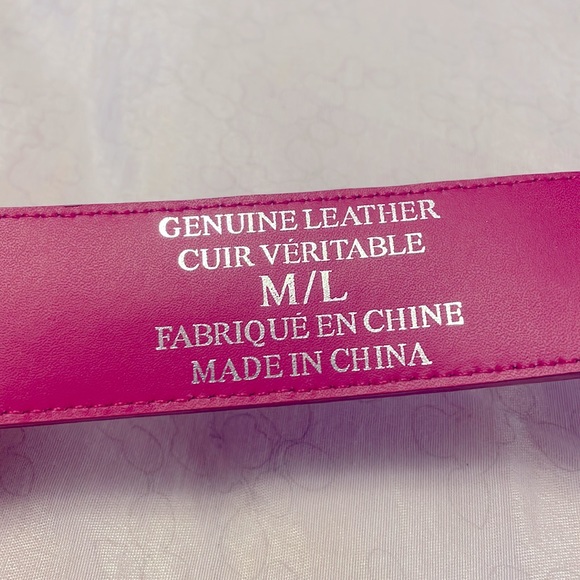 GENUINE LEATHER
CUIR VÉRITABLE
M/L
FABRIQUÉ EN CHINE
MADE IN CHINA